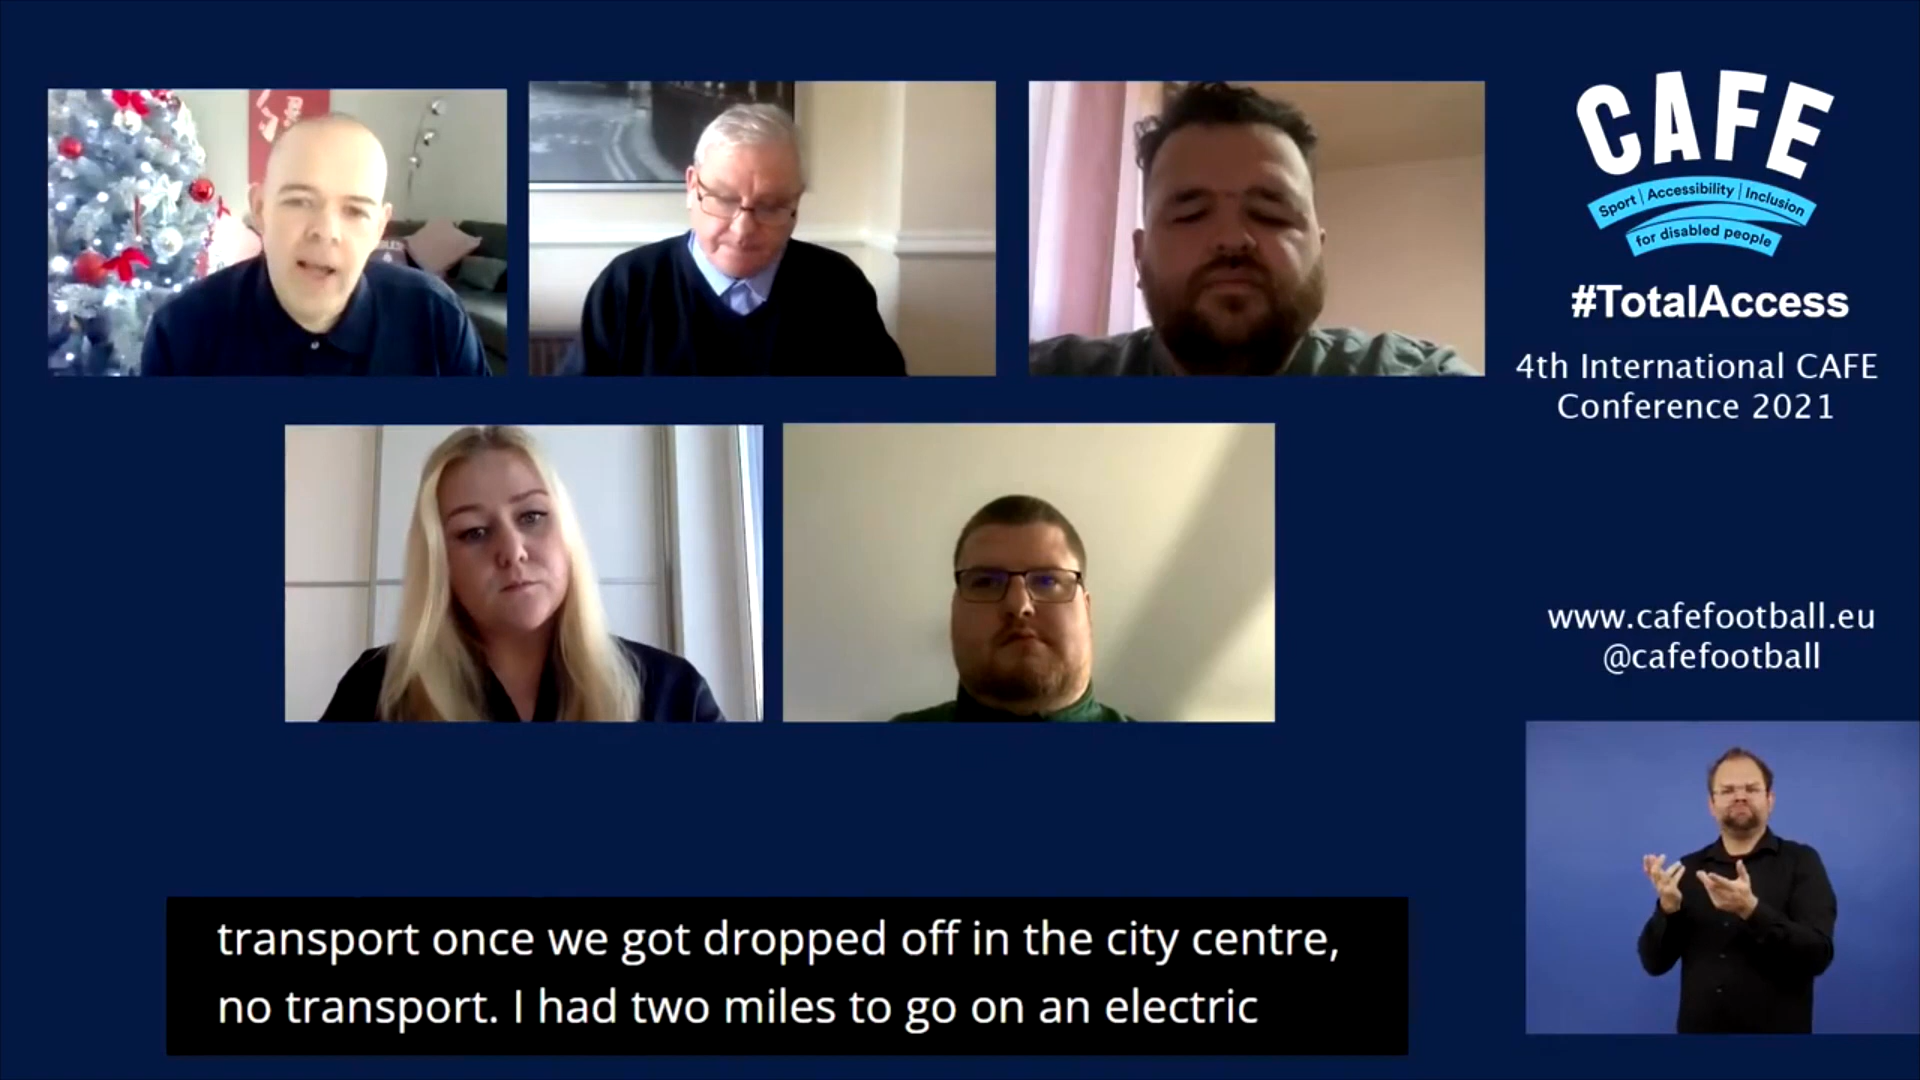 CAFE
Sport | Accessibility | Inclusion
for disabled people
#TotalAccess
4th International CAFE
Conference 2021
www.cafefootball.eu
@cafefootball
transport once we got dropped off in the city centre,
no transport. I had two miles to go on an electric